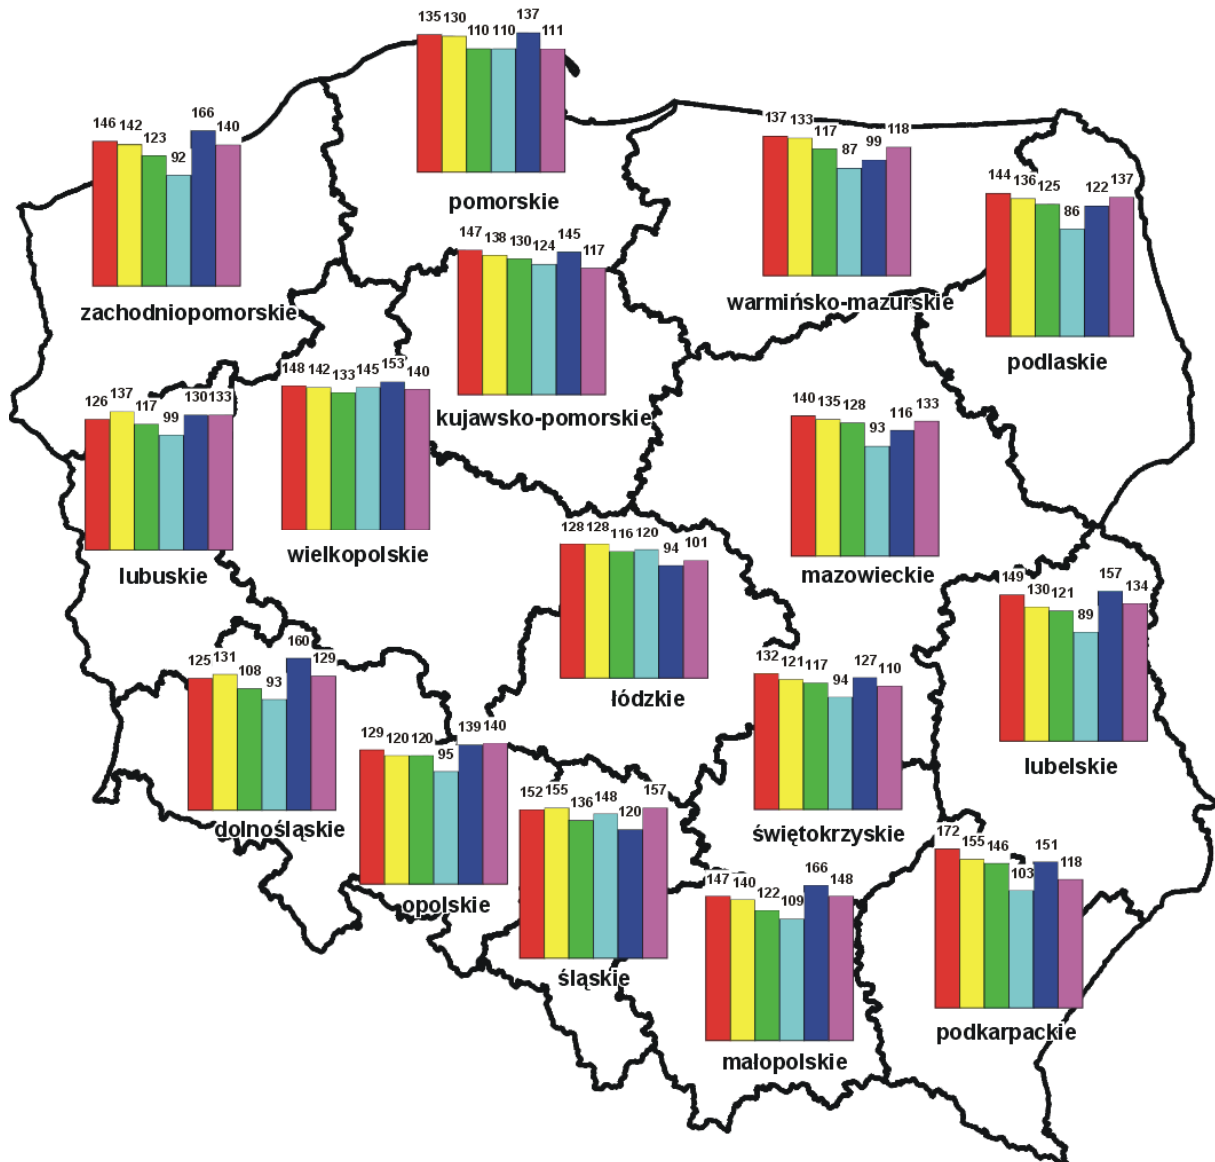 135 130 110 110 137 111
pomorskie
146 142 123 92 166 140
zachodniopomorskie
137 133 117 87 99 118
warmińsko-mazurskie
144 136 125 86 122 137
podlaskie
147 138 130 124 145 117
kujawsko-pomorskie
126 137 117 99 130 133
lubuskie
148 142 133 145 153 140
wielkopolskie
140 135 128 93 116 133
mazowieckie
128 128 116 120 94 101
łódzkie
149 130 121 89 157 134
lubelskie
125 131 108 93 160 129
dolnośląskie
132 121 117 94 127 110
świętokrzyskie
129 120 120 95 139 140
opolskie
152 155 136 148 120 157
śląskie
147 140 122 109 166 148
małopolskie
172 155 146 103 151 118
podkarpackie